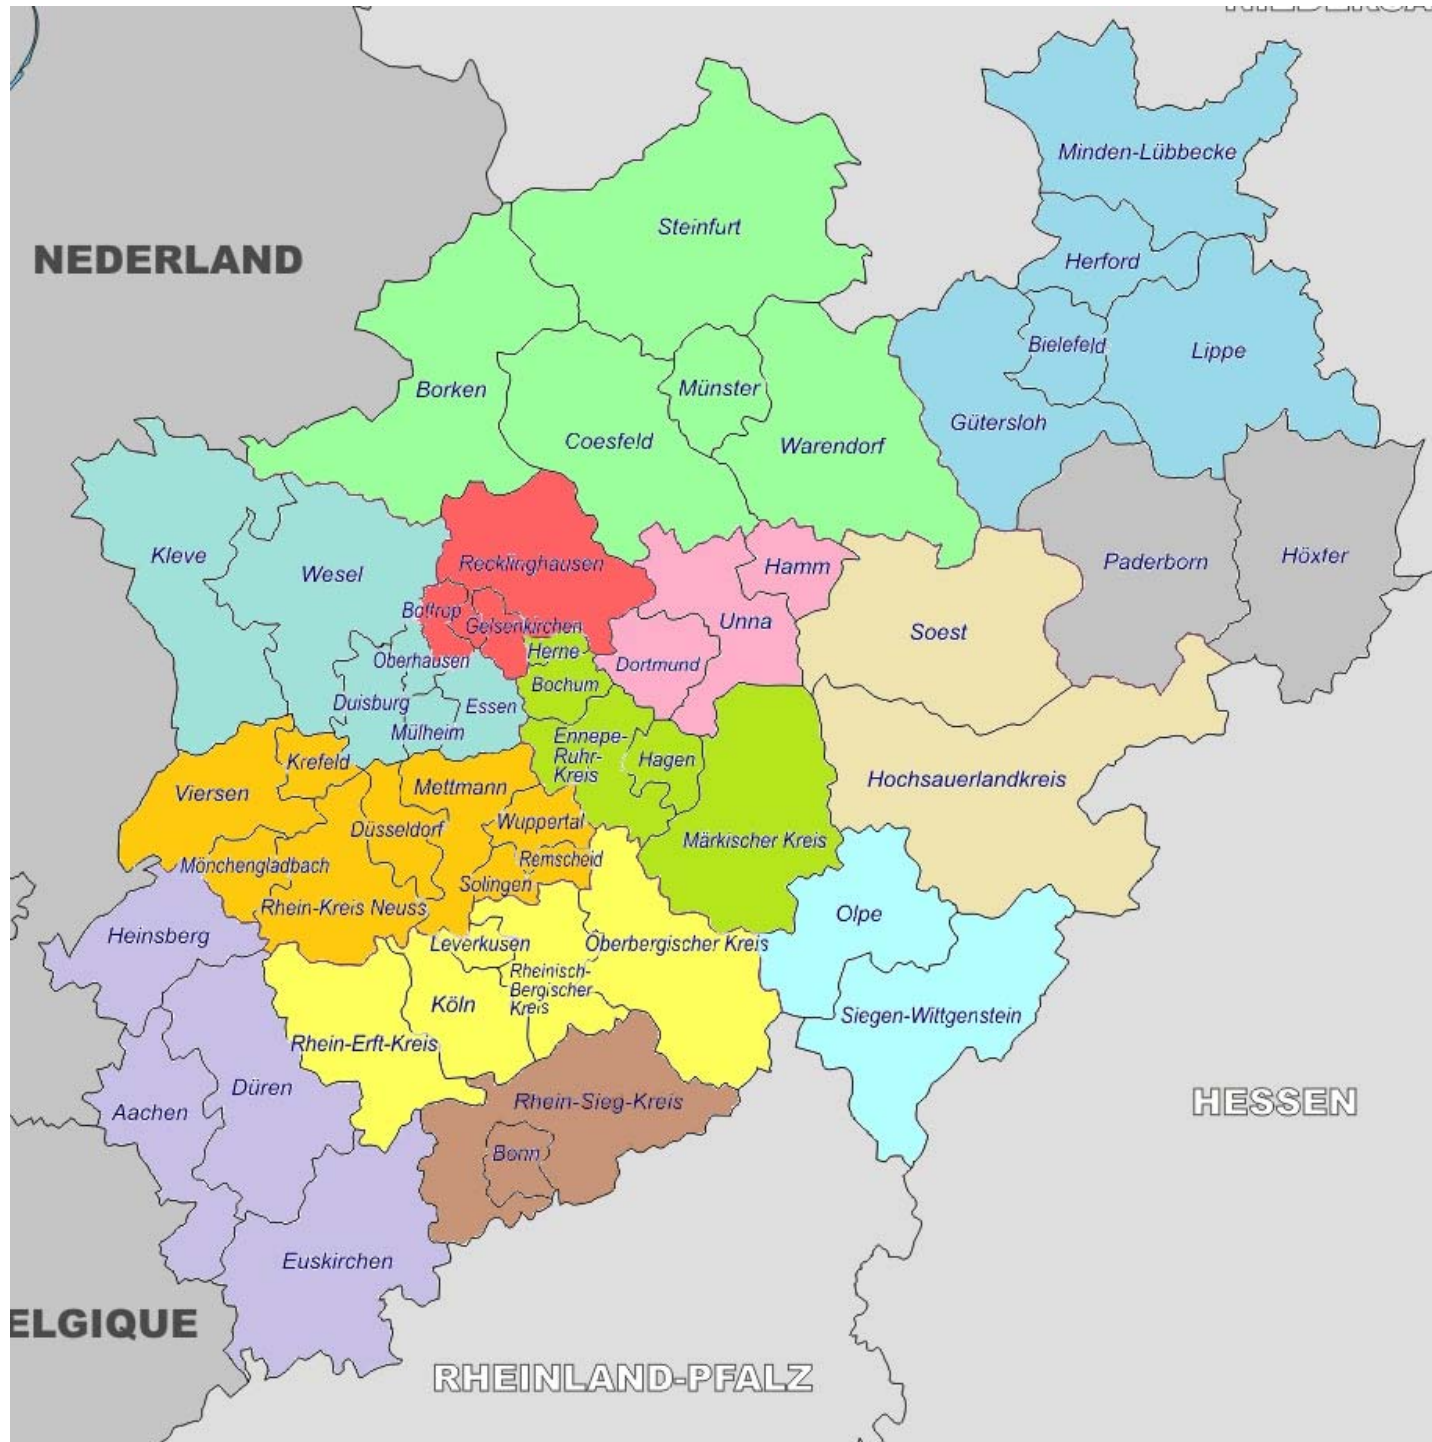 NEDERLAND
Minden-Lübbecke
Steinfurt
Herford
Bielefeld
Lippe
Borken
Münster
Gütersloh
Coesfeld
Warendorf
Kleve
Wesel
Recklinghausen
Hamm
Paderborn
Höxter
Bottrop
Gelsenkirchen
Unna
Soest
Herne
Oberhausen
Dortmund
Bochum
Duisburg
Essen
Mülheim
Ennepe-
Ruhr-
Kreis
Hagen
Krefeld
Viersen
Mettmann
Hochsauerlandkreis
Düsseldorf
Wuppertal
Märkischer Kreis
Mönchengladbach
Remscheid
Solingen
Rhein-Kreis Neuss
Olpe
Heinsberg
Leverkusen
Oberbergischer Kreis
Rheinisch-
Bergischer
Kreis
Köln
Siegen-Wittgenstein
Rhein-Erft-Kreis
Düren
Aachen
Rhein-Sieg-Kreis
HESSEN
Bonn
Euskirchen
ELGIQUE
RHEINLAND-PFALZ